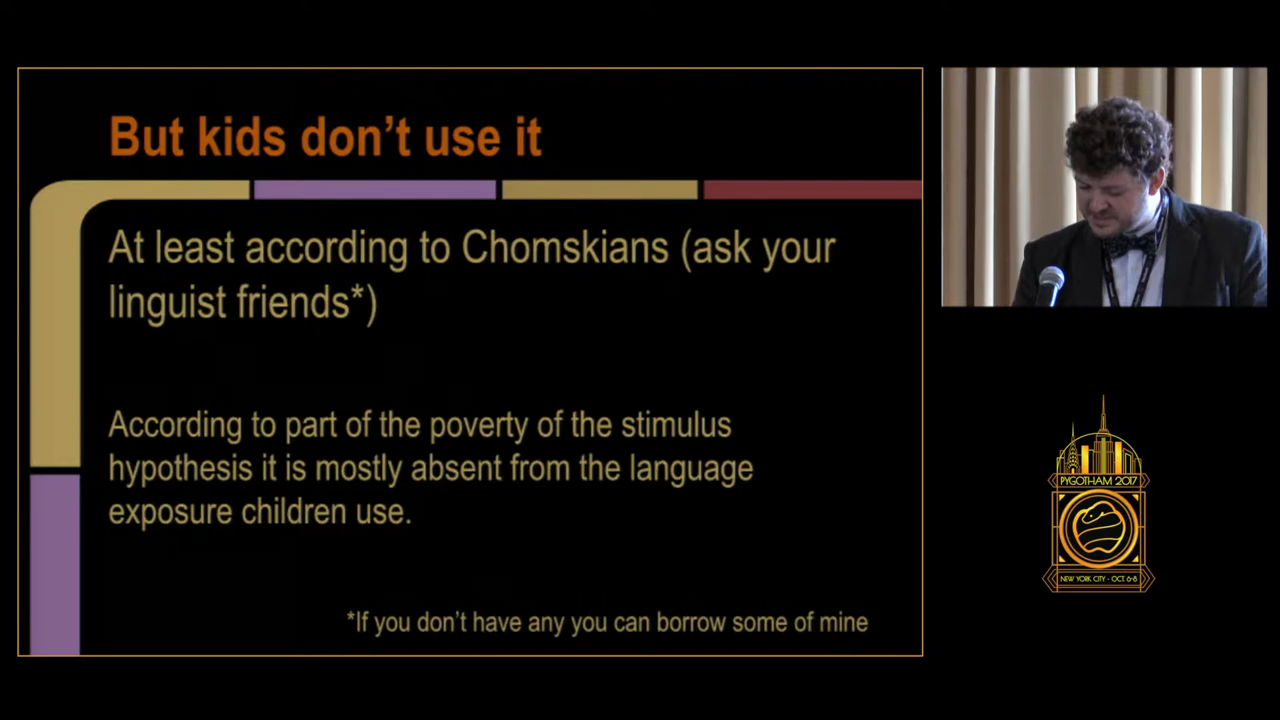 But kids don't use it
At least according to Chomskians (ask your
linguist friends*)
According to part of the poverty of the stimulus
hypothesis it is mostly absent from the language
exposure children use.
*If you don't have any you can borrow some of mine
PYGOTHAM 2017
NEW YORK CITY - OCT. 6-8